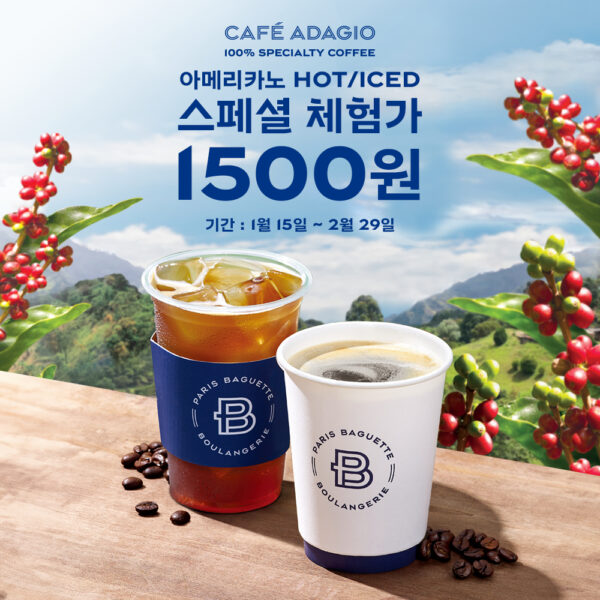 CAFÉ ADAGIO
100% SPECIALTY COFFEE
아메리카노 HOT/ICED
스페셜 체험가
1500원
기간 : 1월 15일 ~ 2월 29일
PARIS BAGUETTE
B
BOULANGERIE
PARIS BAGUETTE
B
BOULANGERIE